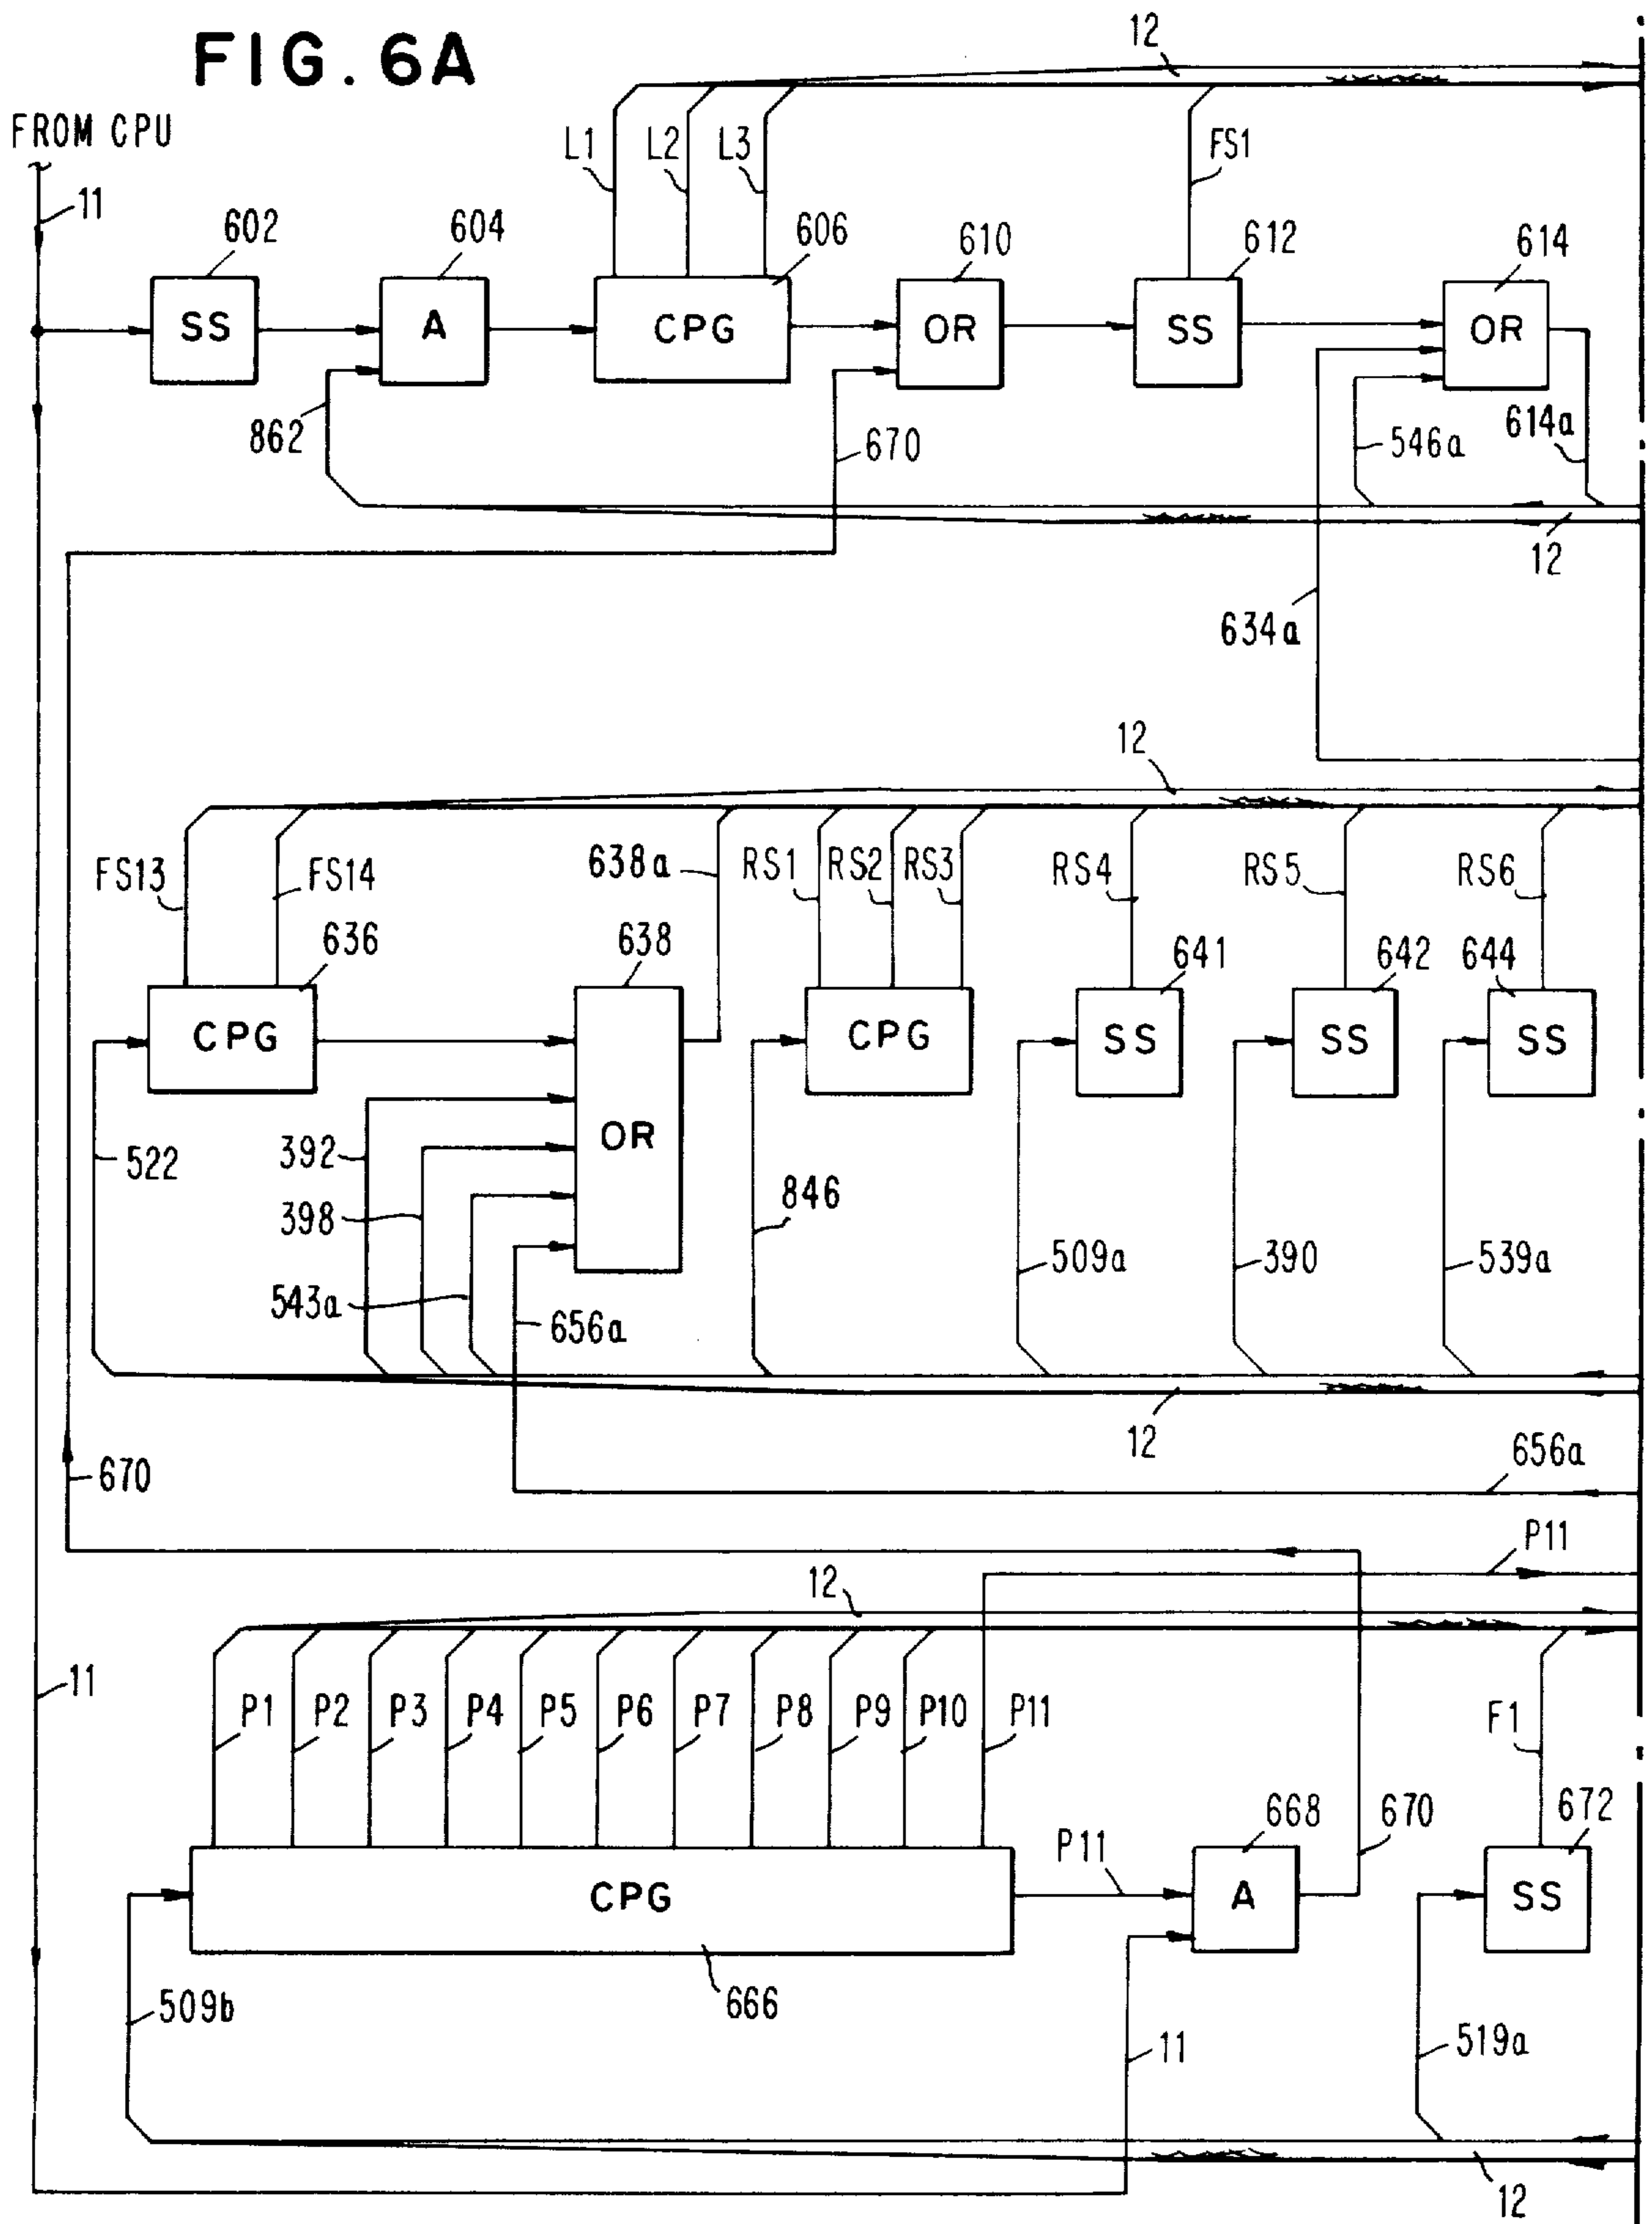 FIG. 6A
12
FROM CPU
L1 L2 L3 FS1
11
602 604 606 610 612 614
SS A CPG OR SS OR
862 670 546a 614a
12
634a
12
FS13 FS14 638a RS1 RS2 RS3 RS4 RS5 RS6
636 638 641 642 644
CPG CPG SS SS SS
OR
522 392 846
398
509a 390 539a
543a 656a
12
670 656a
P11
12
11 P1 P2 P3 P4 P5 P6 P7 P8 P9 P10 P11 F1
668 670 672
P11
CPG A SS
509b 666 11 519a
12